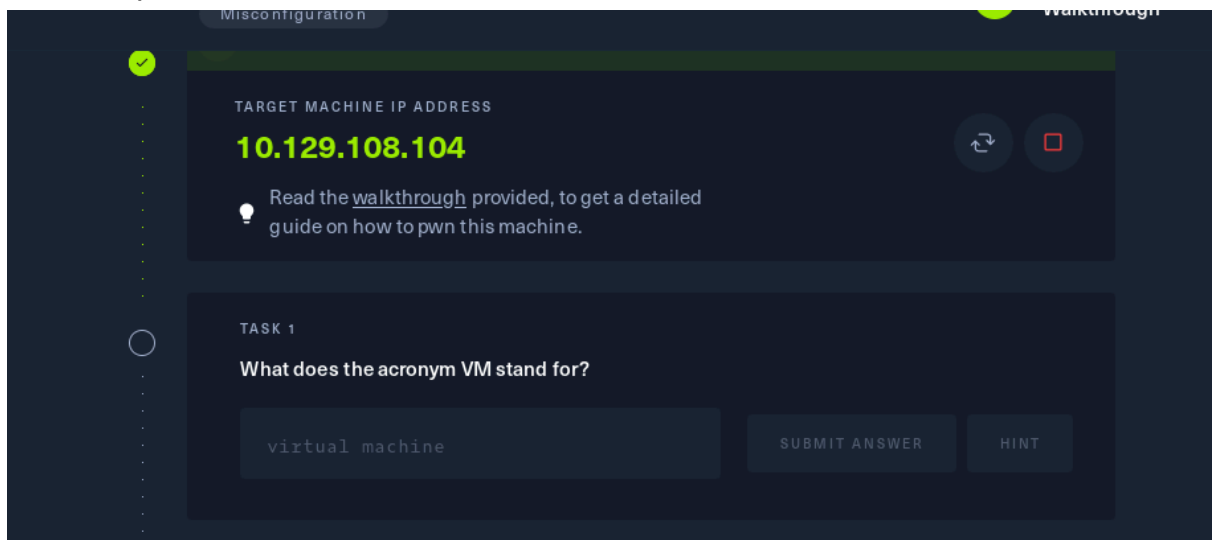 Misconfiguration
Walkthrough
TARGET MACHINE IP ADDRESS
10.129.108.104
Read the walkthrough provided, to get a detailed
guide on how to pwn this machine.
TASK 1
What does the acronym VM stand for?
virtual machine
SUBMIT ANSWER
HINT